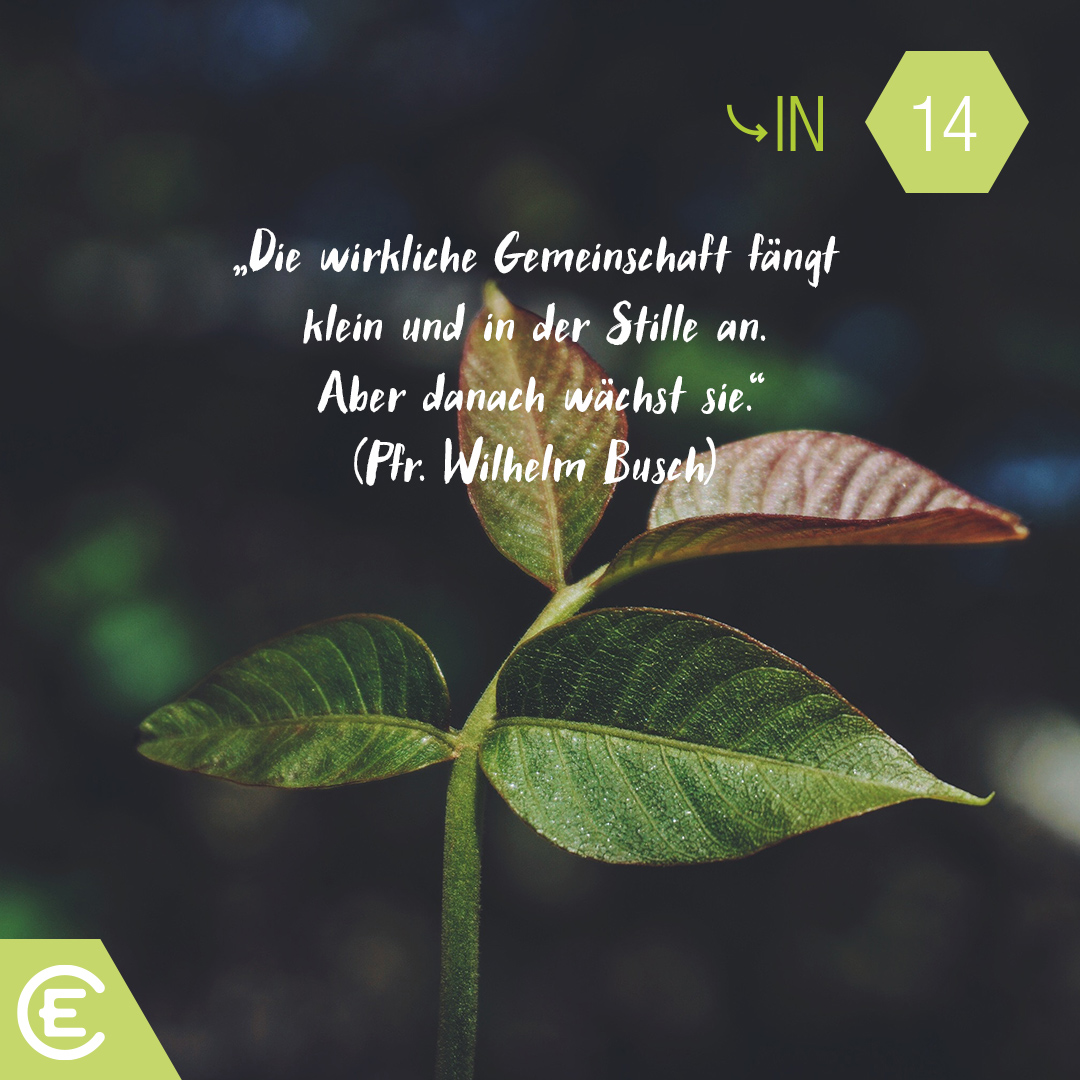 IN 14
„Die wirkliche Gemeinschaft fängt
klein und in der Stille an.
Aber danach wächst sie.“
(Pfr. Wilhelm Busch)
EC